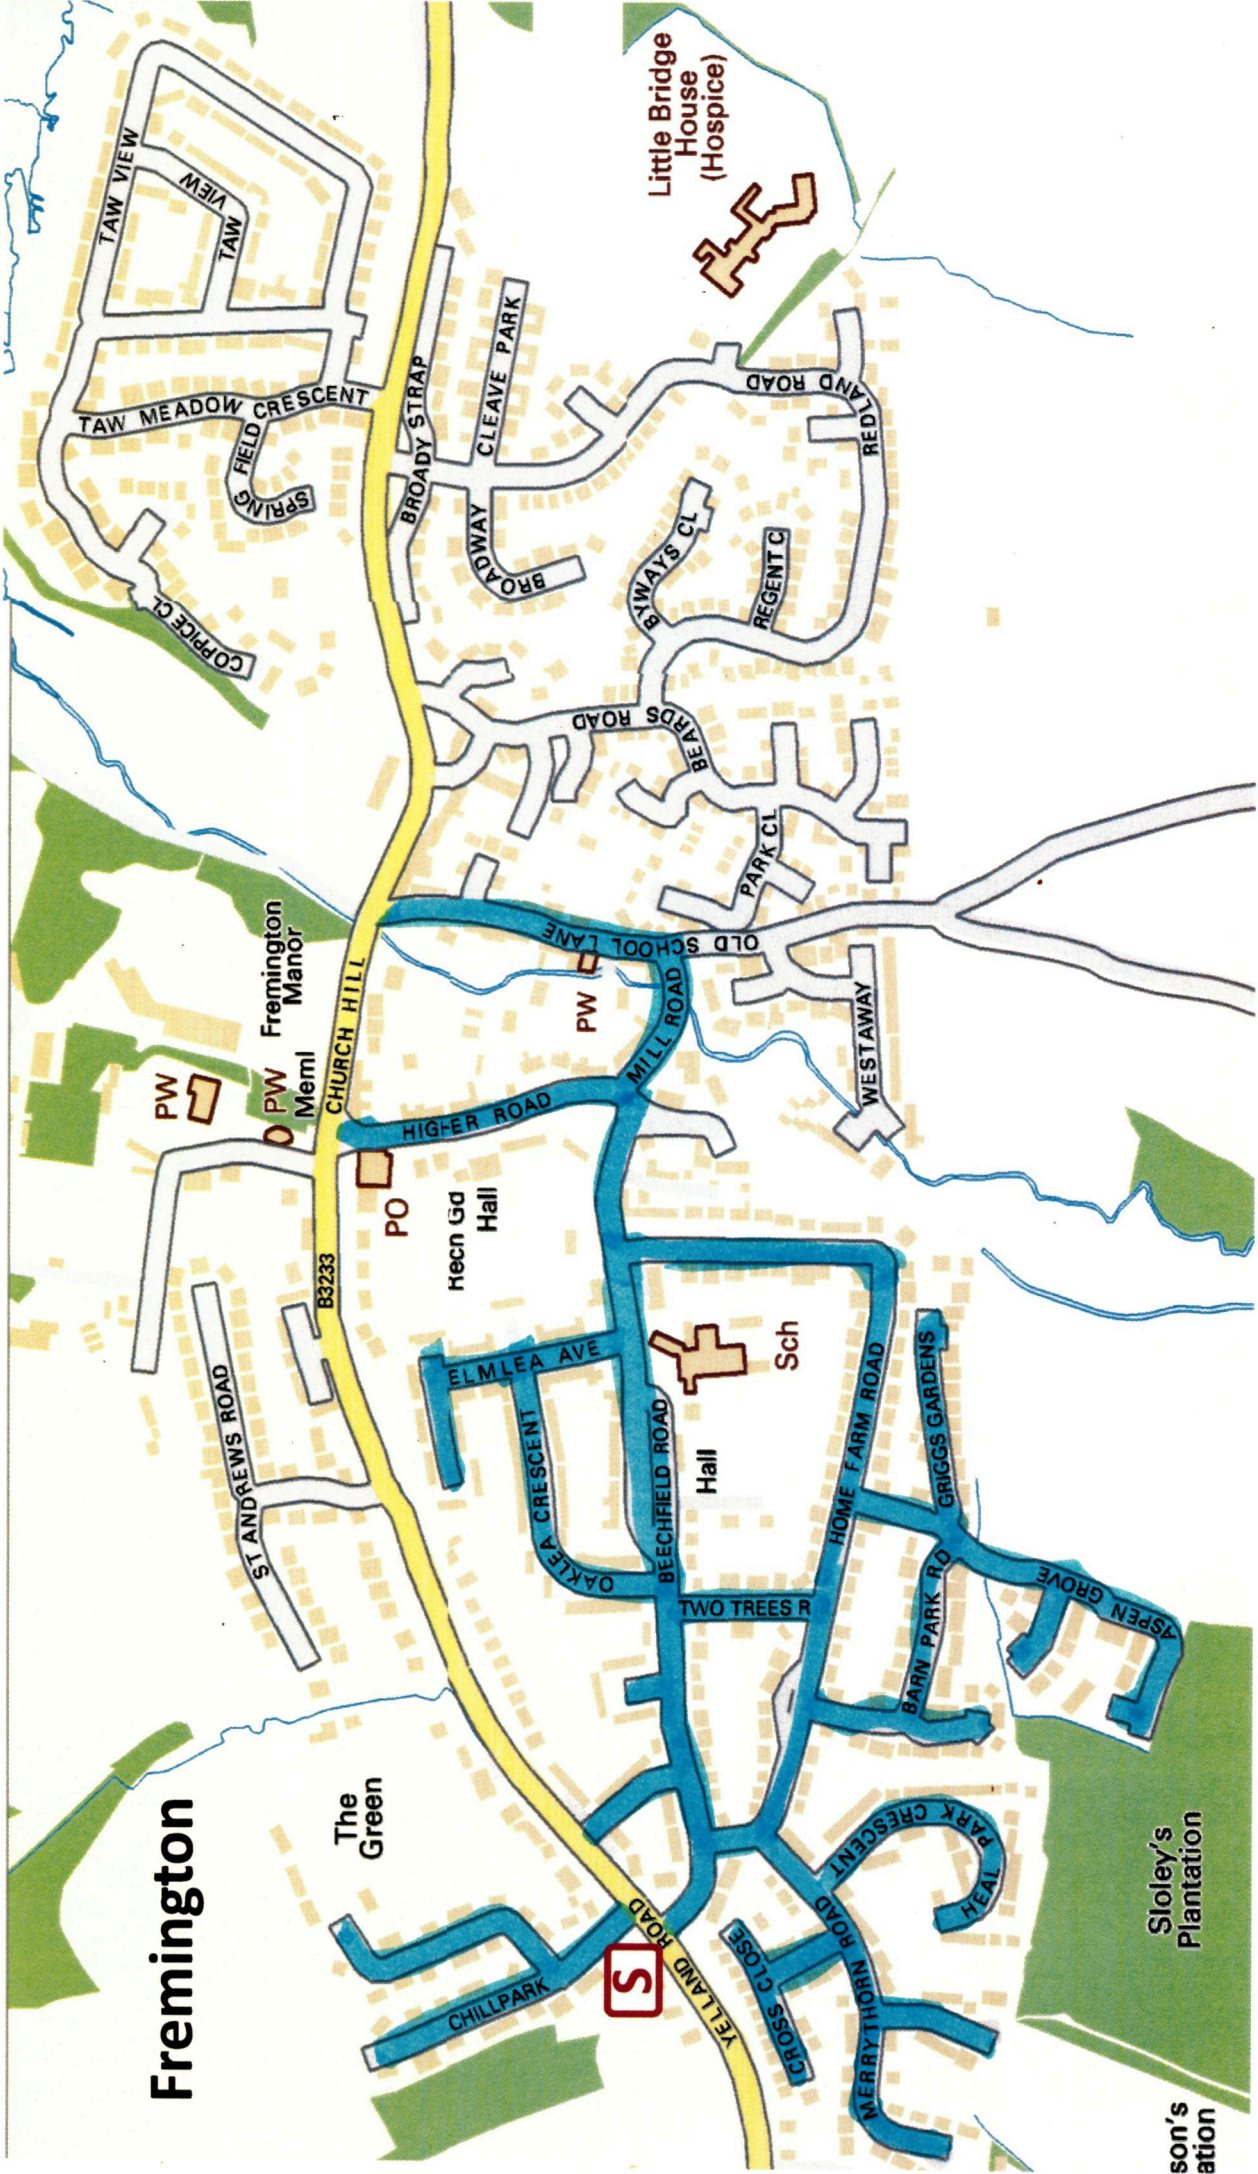 Fremington
The
Green
CHILLPARK
S
YELLAND ROAD
CROSS CLOSE
MERRYTHORN ROAD
HEAL PARK CRESCENT
Sloley's
Plantation
son's
ation
ST ANDREWS ROAD
B3233
ELMLEA AVE
OAKLEA CRESCENT
BEECHFIELD ROAD
TWO TREES R
Hall
Sch
HOME FARM ROAD
BARN PARK RD
GRIGGS GARDENS
ASPEN GROVE
PW
PW
Meml
Fremington
Manor
CHURCH HILL
PO
Recn Gd
Hall
HIGHER ROAD
MILL ROAD
PW
OLD SCHOOL LANE
WESTAWAY
PARK CL
BEARDS ROAD
BYWAYS CL
REGENT C
REDLAND ROAD
COPPICE CL
SPRING FIELD
TAW MEADOW CRESCENT
TAW VIEW
TAW VIEW
BROADY STRAP
BROADWAY
CLEAVE PARK
Little Bridge
House
(Hospice)